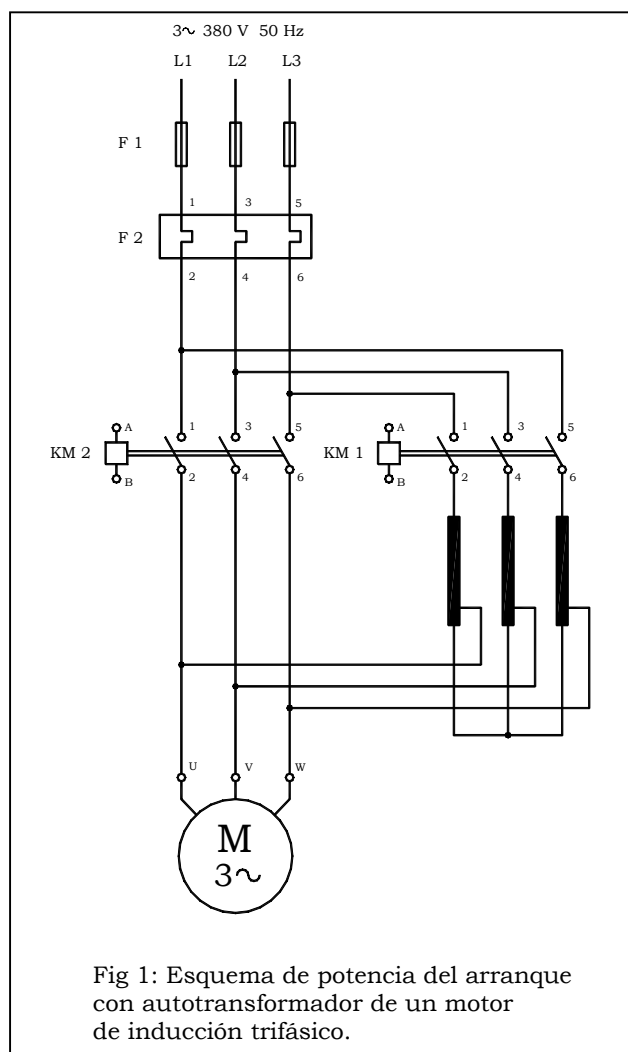 3∿ 380 V 50 Hz
L1 L2 L3
F 1
1 3 5
F 2
2 4 6
A 1 3 5 A 1 3 5
KM 2 KM 1
B 2 4 6 B 2 4 6
U V W
M
3∿
Fig 1: Esquema de potencia del arranque
con autotransformador de un motor
de inducción trifásico.